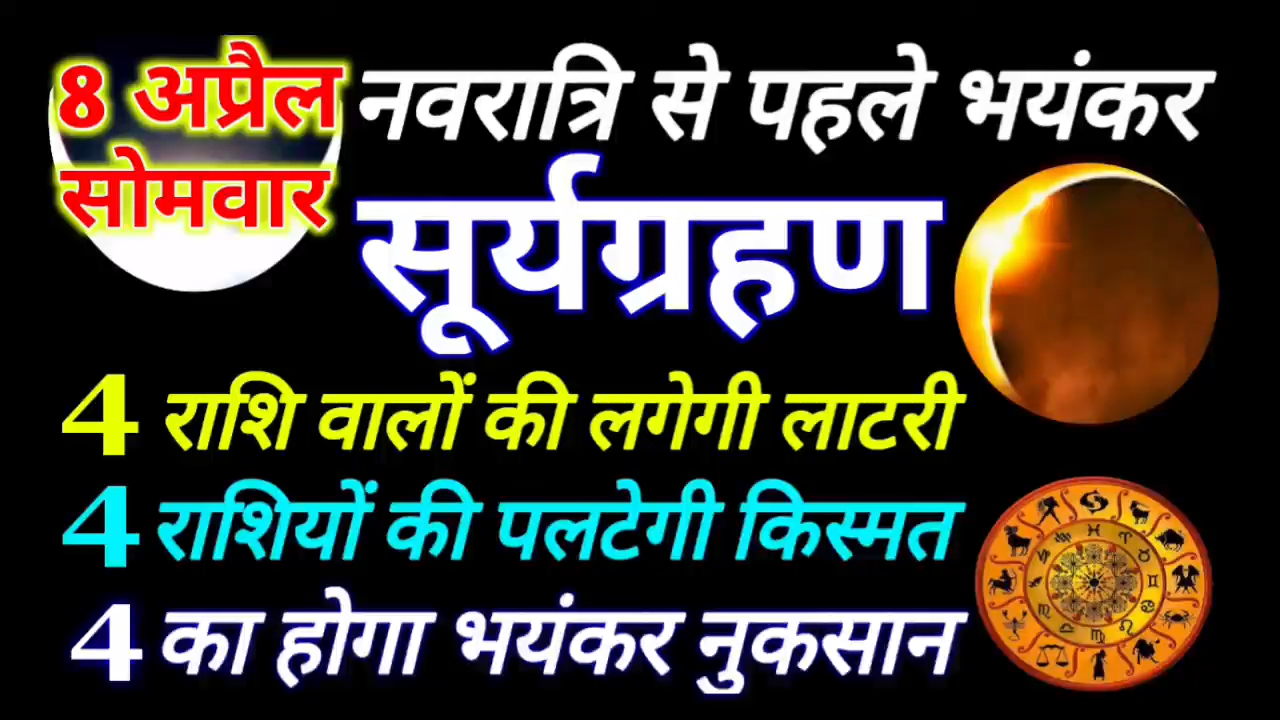 8 अप्रैल नवरात्रि से पहले भयंकर
सोमवार
सूर्यग्रहण
4 राशि वालों की लगेगी लाटरी
4 राशियों की पलटेगी किस्मत
4 का होगा भयंकर नुकसान